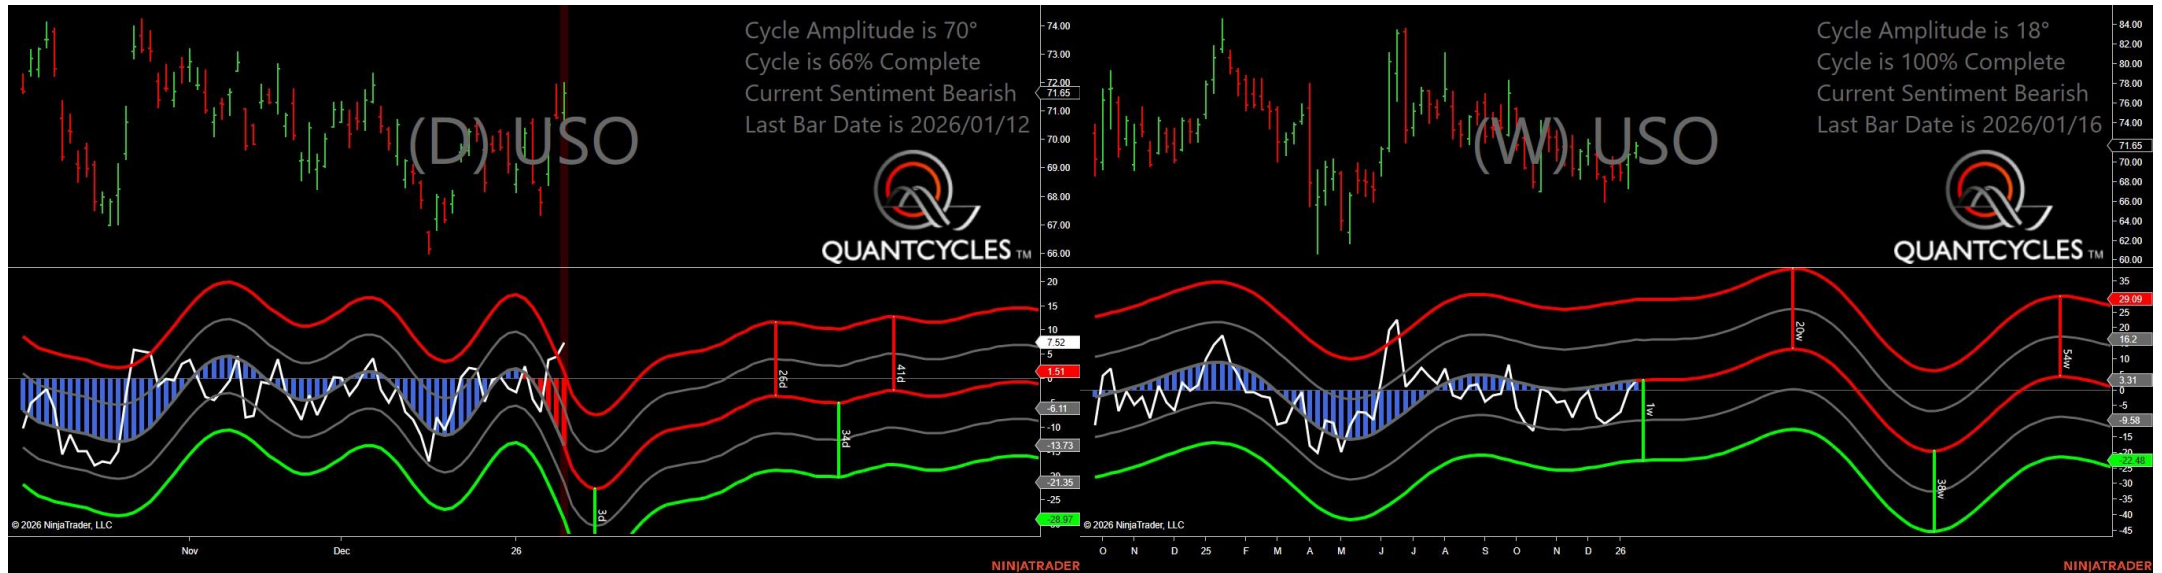 Cycle Amplitude is 70°
Cycle is 66% Complete
Current Sentiment Bearish
Last Bar Date is 2026/01/12
(D) USO
QUANTCYCLES TM
74.00
73.00
72.00
71.65
71.00
70.00
69.00
68.00
67.00
66.00
20
15
10
7.52
5
1.51
0
-6.11
-10
-13.73
-21.35
-25
-28.97
26d
41d
34d
3d
© 2026 NinjaTrader, LLC
Nov
Dec
26
NINJATRADER
Cycle Amplitude is 18°
Cycle is 100% Complete
Current Sentiment Bearish
Last Bar Date is 2026/01/16
(W) USO
QUANTCYCLES TM
84.00
82.00
80.00
78.00
76.00
74.00
71.65
70.00
68.00
66.00
64.00
62.00
60.00
35
29.09
25
20
16.2
10
3.31
0
-5
-9.58
-15
-22.48
-25
-30
-35
-40
-45
20w
54w
1w
38w
© 2026 NinjaTrader, LLC
O N D 25 F M A M J J A S O N D 26
NINJATRADER